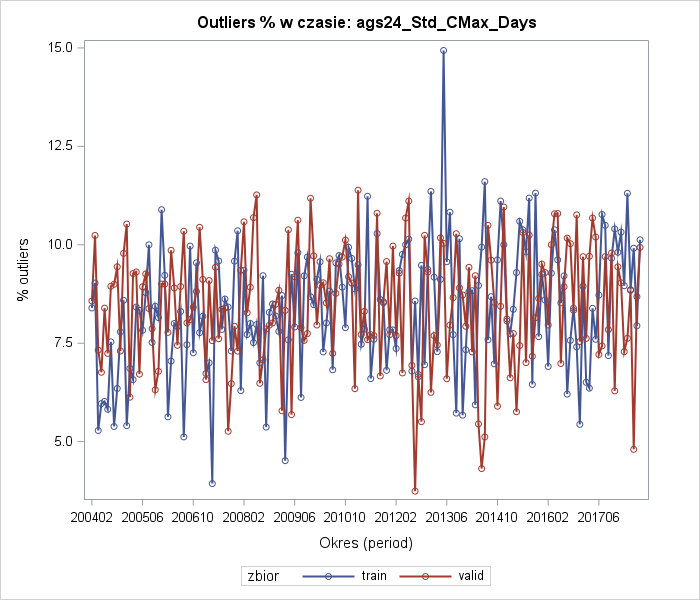 Outliers % w czasie: ags24_Std_CMax_Days
% outliers
15.0
12.5
10.0
7.5
5.0
200402 200506 200610 200802 200906 201010 201202 201306 201410 201602 201706
Okres (period)
zbior train valid